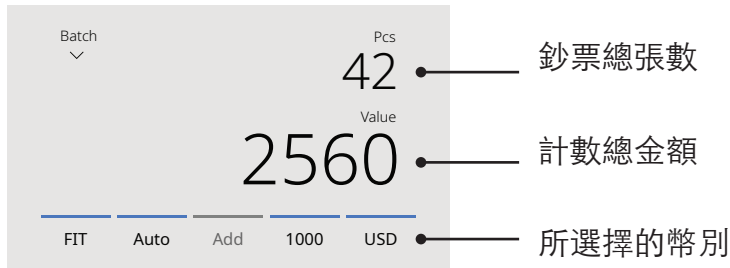 Batch
Pcs
42
鈔票總張數
Value
2560
計數總金額
FIT Auto Add 1000 USD
所選擇的幣別